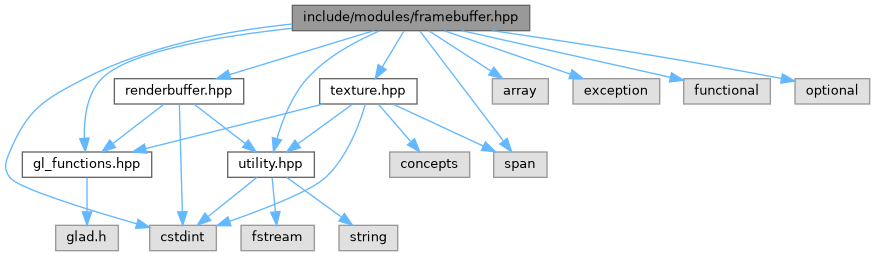 include/modules/framebuffer.hpp
renderbuffer.hpp
texture.hpp
array
exception
functional
optional
gl_functions.hpp
utility.hpp
concepts
span
glad.h
cstdint
fstream
string